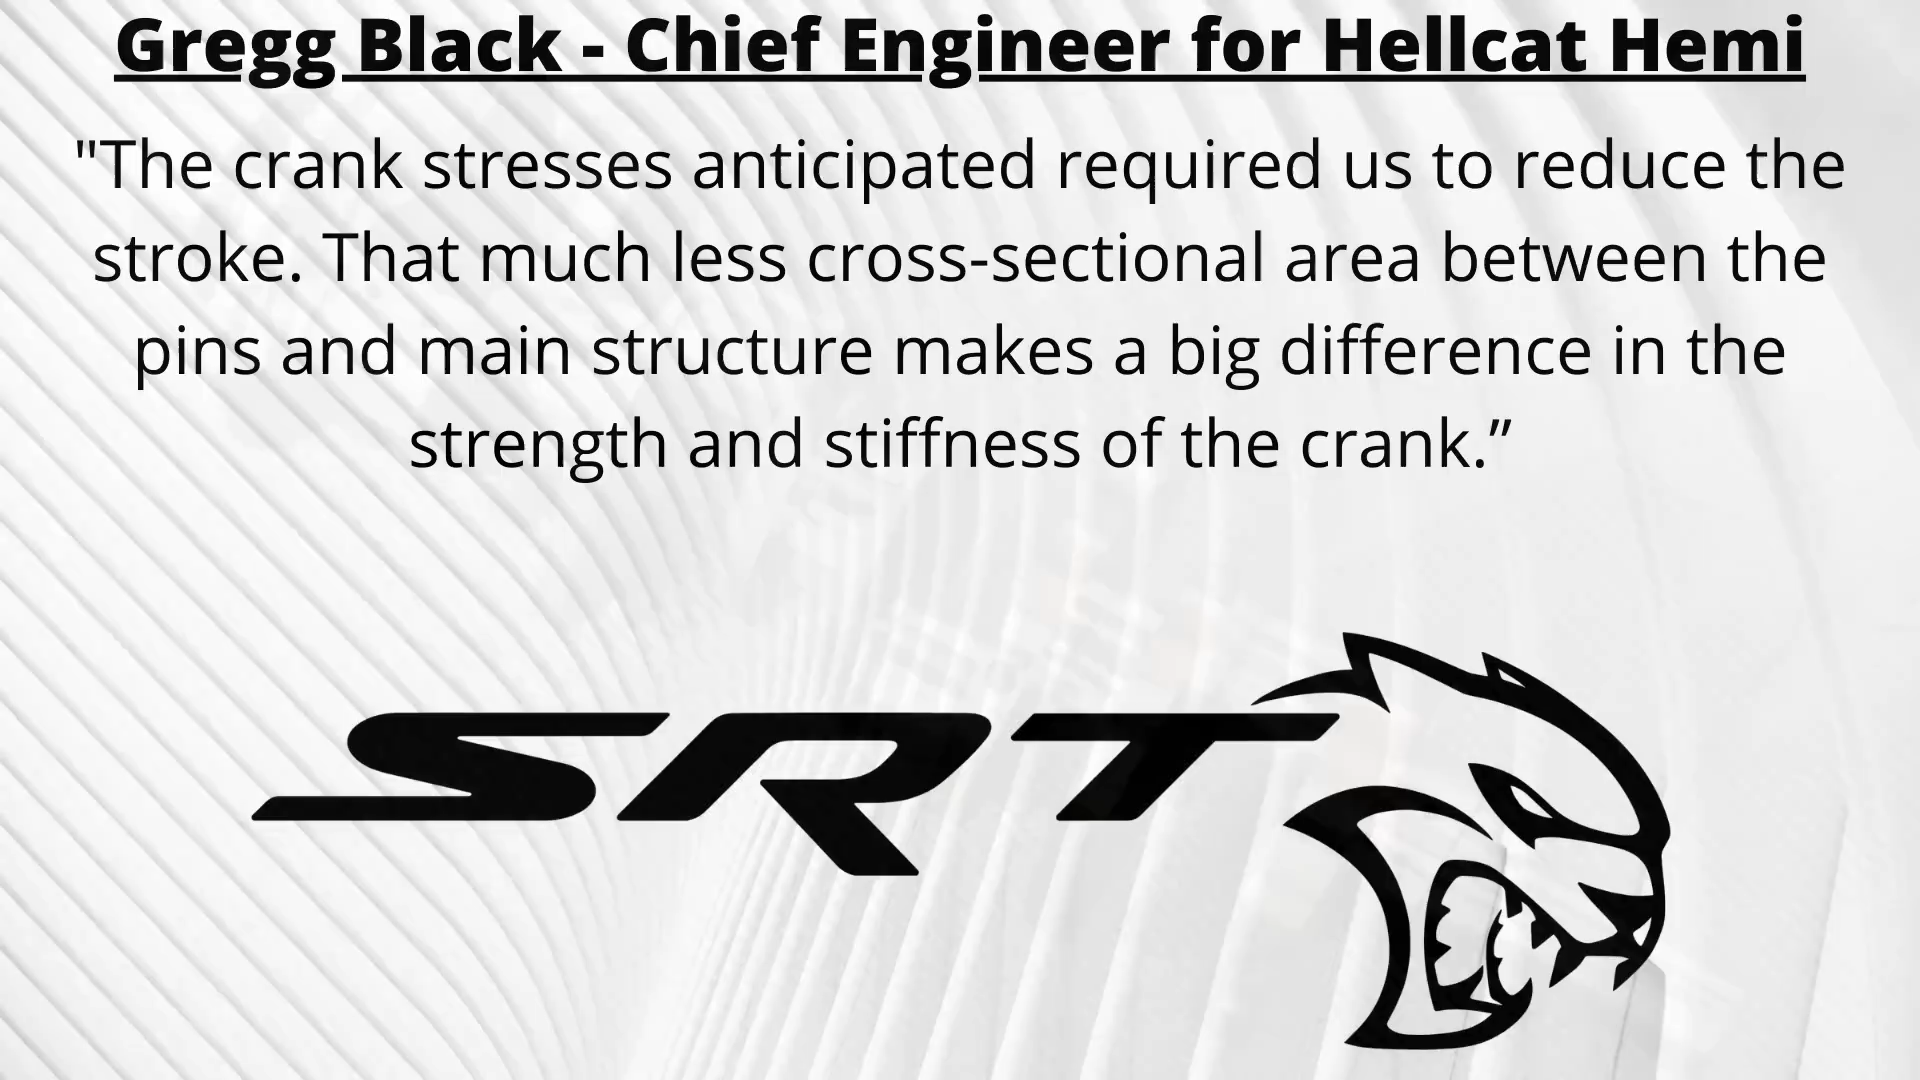 Gregg Black - Chief Engineer for Hellcat Hemi
"The crank stresses anticipated required us to reduce the
stroke. That much less cross-sectional area between the
pins and main structure makes a big difference in the
strength and stiffness of the crank.”
SRT